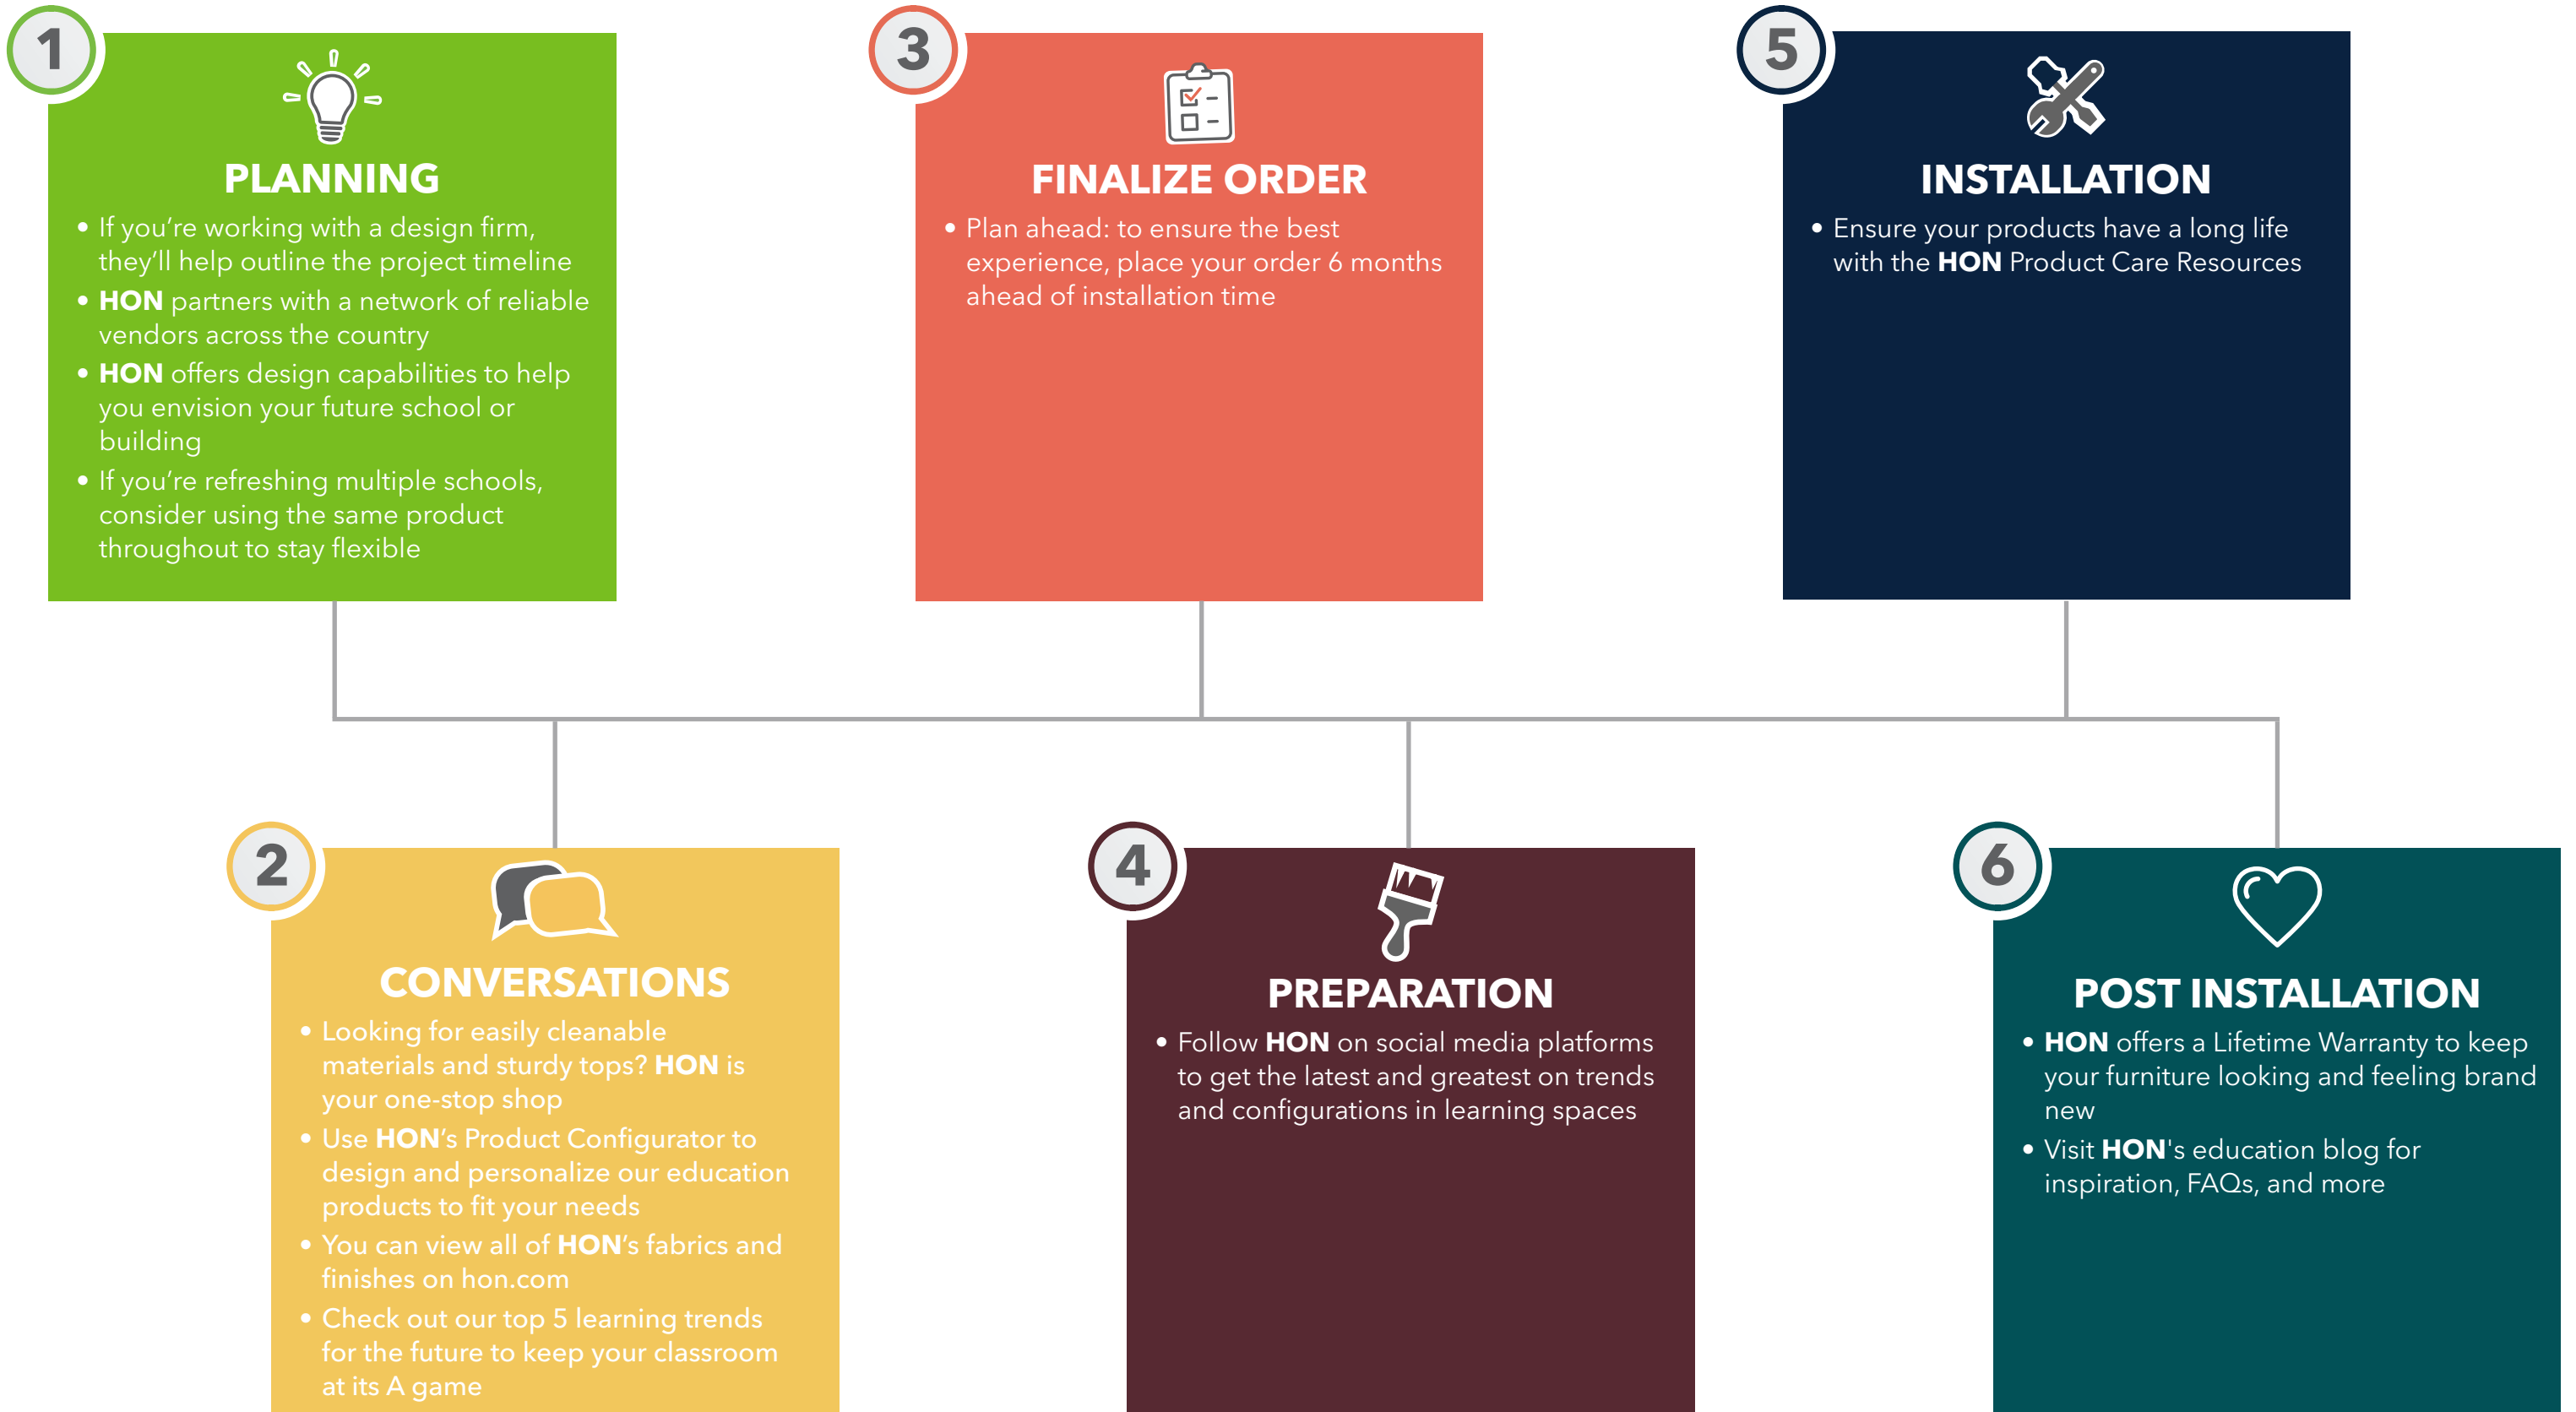 1
PLANNING
• If you’re working with a design firm,
they’ll help outline the project timeline
• HON partners with a network of reliable
vendors across the country
• HON offers design capabilities to help
you envision your future school or
building
• If you’re refreshing multiple schools,
consider using the same product
throughout to stay flexible
2
CONVERSATIONS
• Looking for easily cleanable
materials and sturdy tops? HON is
your one-stop shop
• Use HON’s Product Configurator to
design and personalize our education
products to fit your needs
• You can view all of HON’s fabrics and
finishes on hon.com
• Check out our top 5 learning trends
for the future to keep your classroom
at its A game
3
FINALIZE ORDER
• Plan ahead: to ensure the best
experience, place your order 6 months
ahead of installation time
4
PREPARATION
• Follow HON on social media platforms
to get the latest and greatest on trends
and configurations in learning spaces
5
INSTALLATION
• Ensure your products have a long life
with the HON Product Care Resources
6
POST INSTALLATION
• HON offers a Lifetime Warranty to keep
your furniture looking and feeling brand
new
• Visit HON's education blog for
inspiration, FAQs, and more